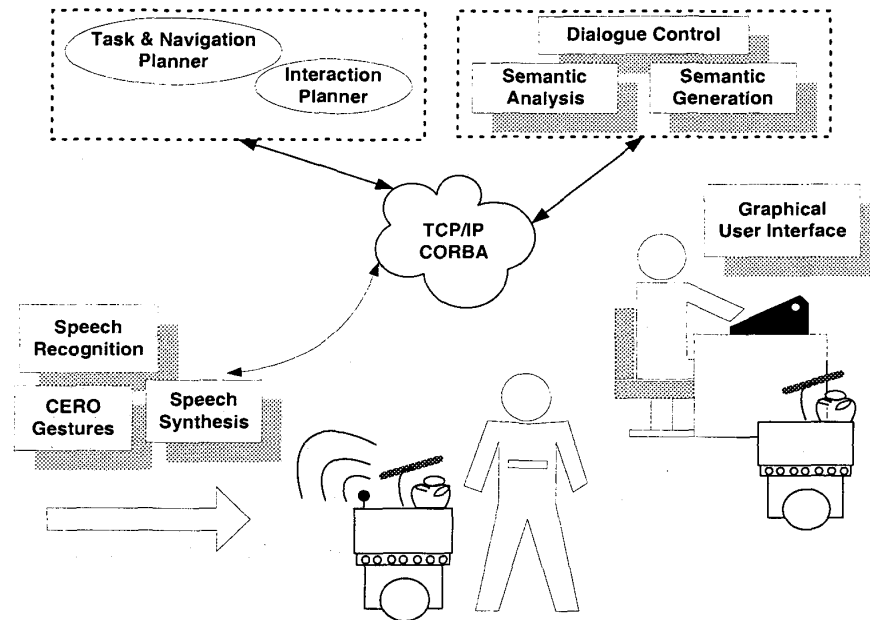 Task & Navigation
Planner
Interaction
Planner
Dialogue Control
Semantic
Analysis
Semantic
Generation
TCP/IP
CORBA
Graphical
User Interface
Speech
Recognition
CERO
Gestures
Speech
Synthesis